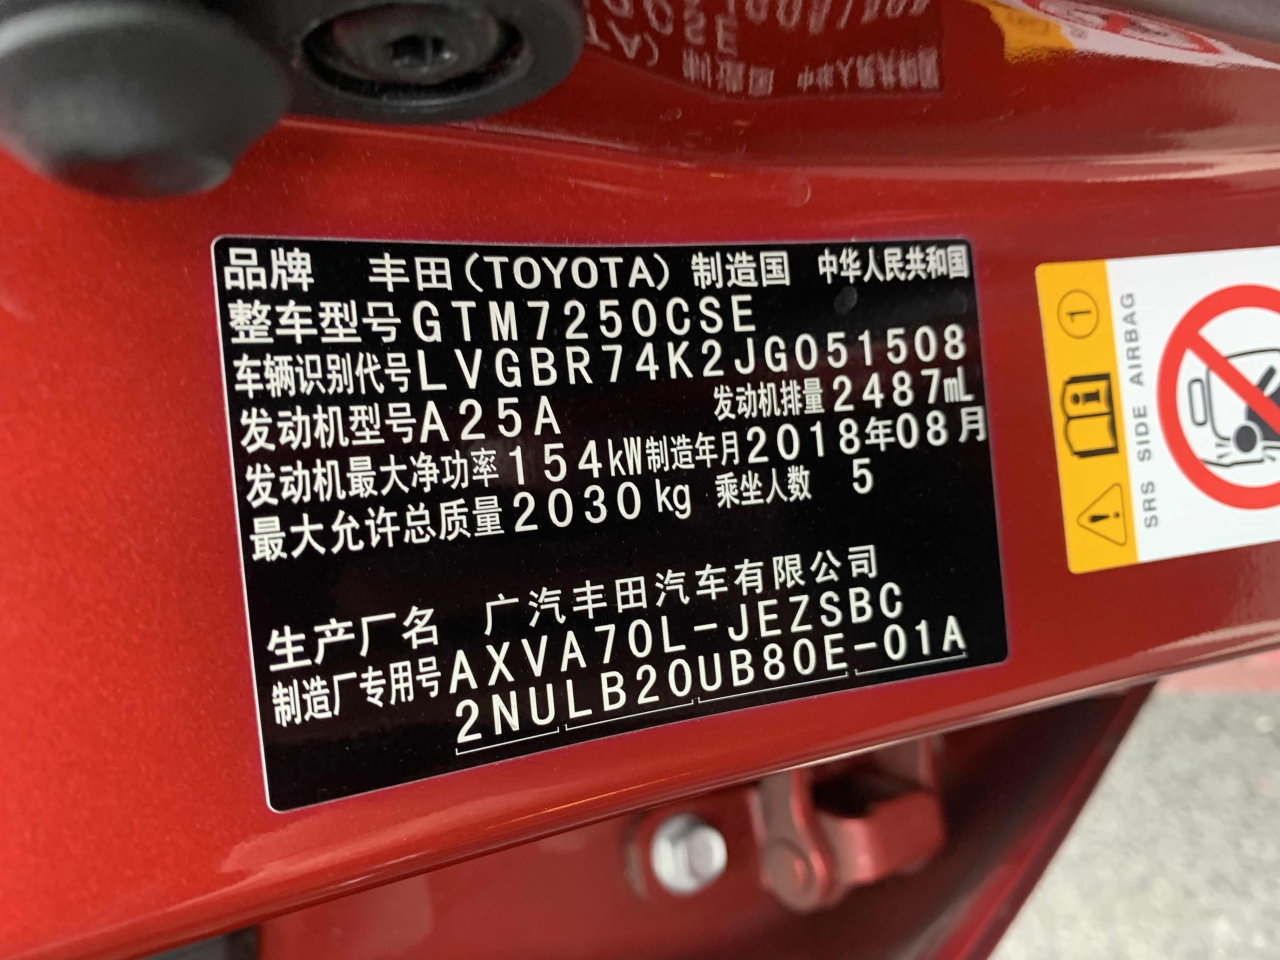 品牌 丰田(TOYOTA) 制造国 中华人民共和国
整车型号GTM7250CSE
车辆识别代号LVGBR74K2JG051508
发动机型号A25A 发动机排量2487mL
发动机最大净功率154kW制造年月2018年08月
最大允许总质量2030kg 乘坐人数 5
生产厂名 广汽丰田汽车有限公司
制造厂专用号AXVA70L-JEZSBC
2NULB20UB80E-01A
1
SRS SIDE AIRBAG